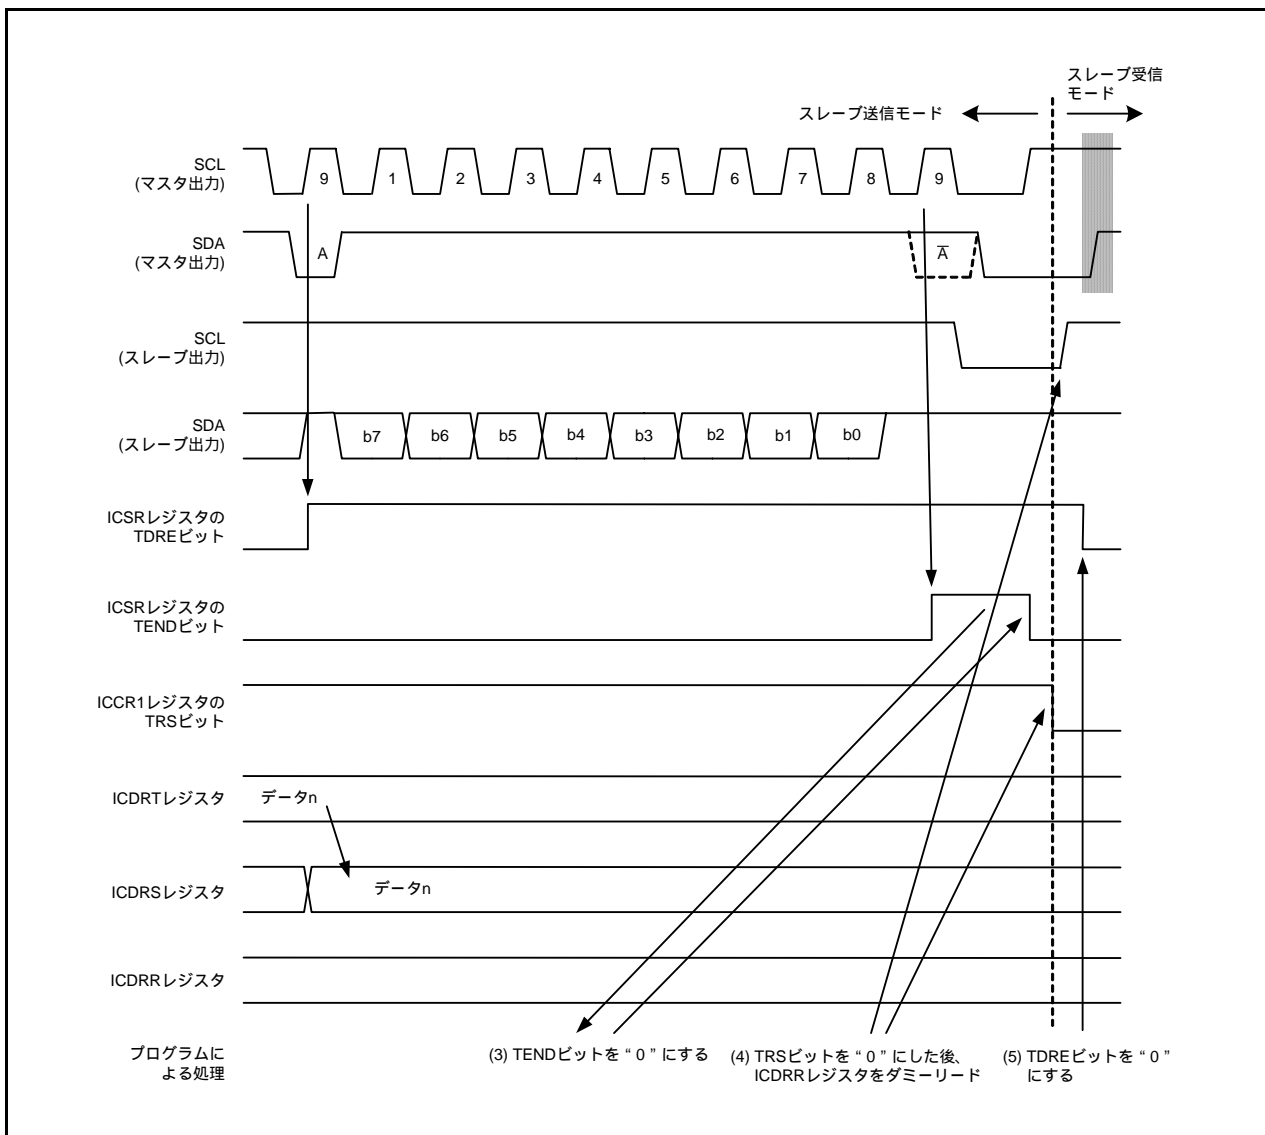 スレーブ受信
モード
スレーブ送信モード
SCL
(マスタ出力)
9 1 2 3 4 5 6 7 8 9
SDA
(マスタ出力)
A A̅
SCL
(スレーブ出力)
SDA
(スレーブ出力)
b7 b6 b5 b4 b3 b2 b1 b0
ICSRレジスタの
TDREビット
ICSRレジスタの
TENDビット
ICCR1レジスタの
TRSビット
ICDRTレジスタ データn
ICDRSレジスタ データn
ICDRRレジスタ
プログラムに
よる処理
(3) TENDビットを“0”にする
(4) TRSビットを“0”にした後、
ICDRRレジスタをダミーリード
(5) TDREビットを“0”
にする